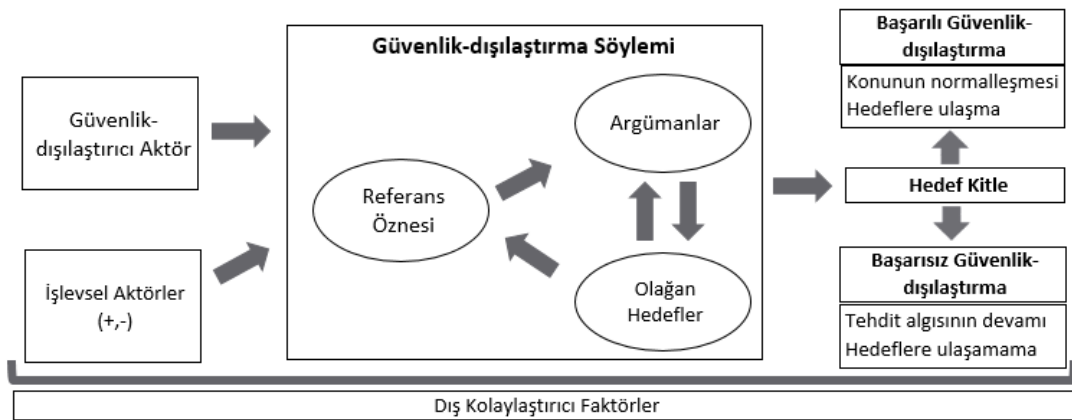 Güvenlik-
dışılaştırıcı Aktör
İşlevsel Aktörler
(+,-)
Güvenlik-dışılaştırma Söylemi
Argümanlar
Referans
Öznesi
Olağan
Hedefler
Başarılı Güvenlik-
dışılaştırma
Konunun normalleşmesi
Hedeflere ulaşma
Hedef Kitle
Başarısız Güvenlik-
dışılaştırma
Tehdit algısının devamı
Hedeflere ulaşamama
Dış Kolaylaştırıcı Faktörler